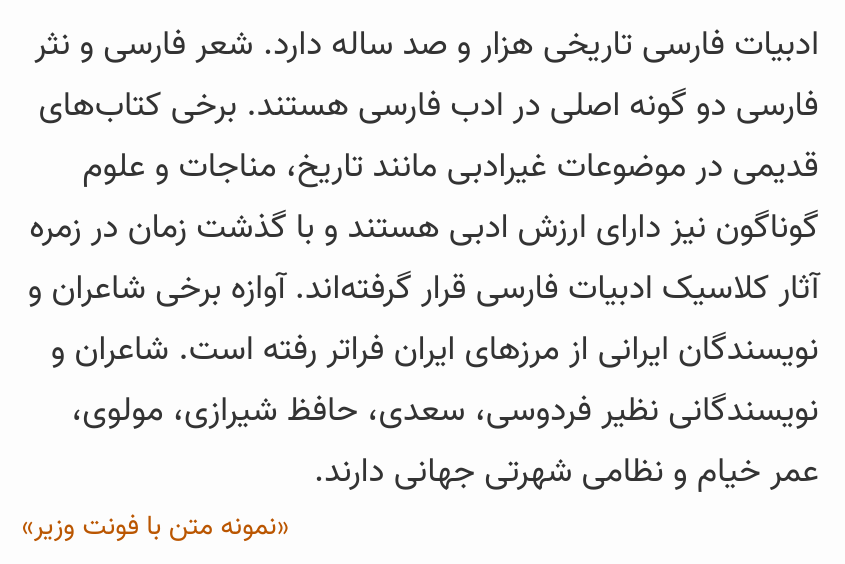 ادبیات فارسی تاریخی هزار و صد ساله دارد. شعر فارسی و نثر
فارسی دو گونه اصلی در ادب فارسی هستند. برخی کتاب‌های
قدیمی در موضوعات غیرادبی مانند تاریخ، مناجات و علوم
گوناگون نیز دارای ارزش ادبی هستند و با گذشت زمان در زمره
آثار کلاسیک ادبیات فارسی قرار گرفته‌اند. آوازه برخی شاعران و
نویسندگان ایرانی از مرزهای ایران فراتر رفته است. شاعران و
نویسندگانی نظیر فردوسی، سعدی، حافظ شیرازی، مولوی،
عمر خیام و نظامی شهرتی جهانی دارند.
«نمونه متن با فونت وزیر»